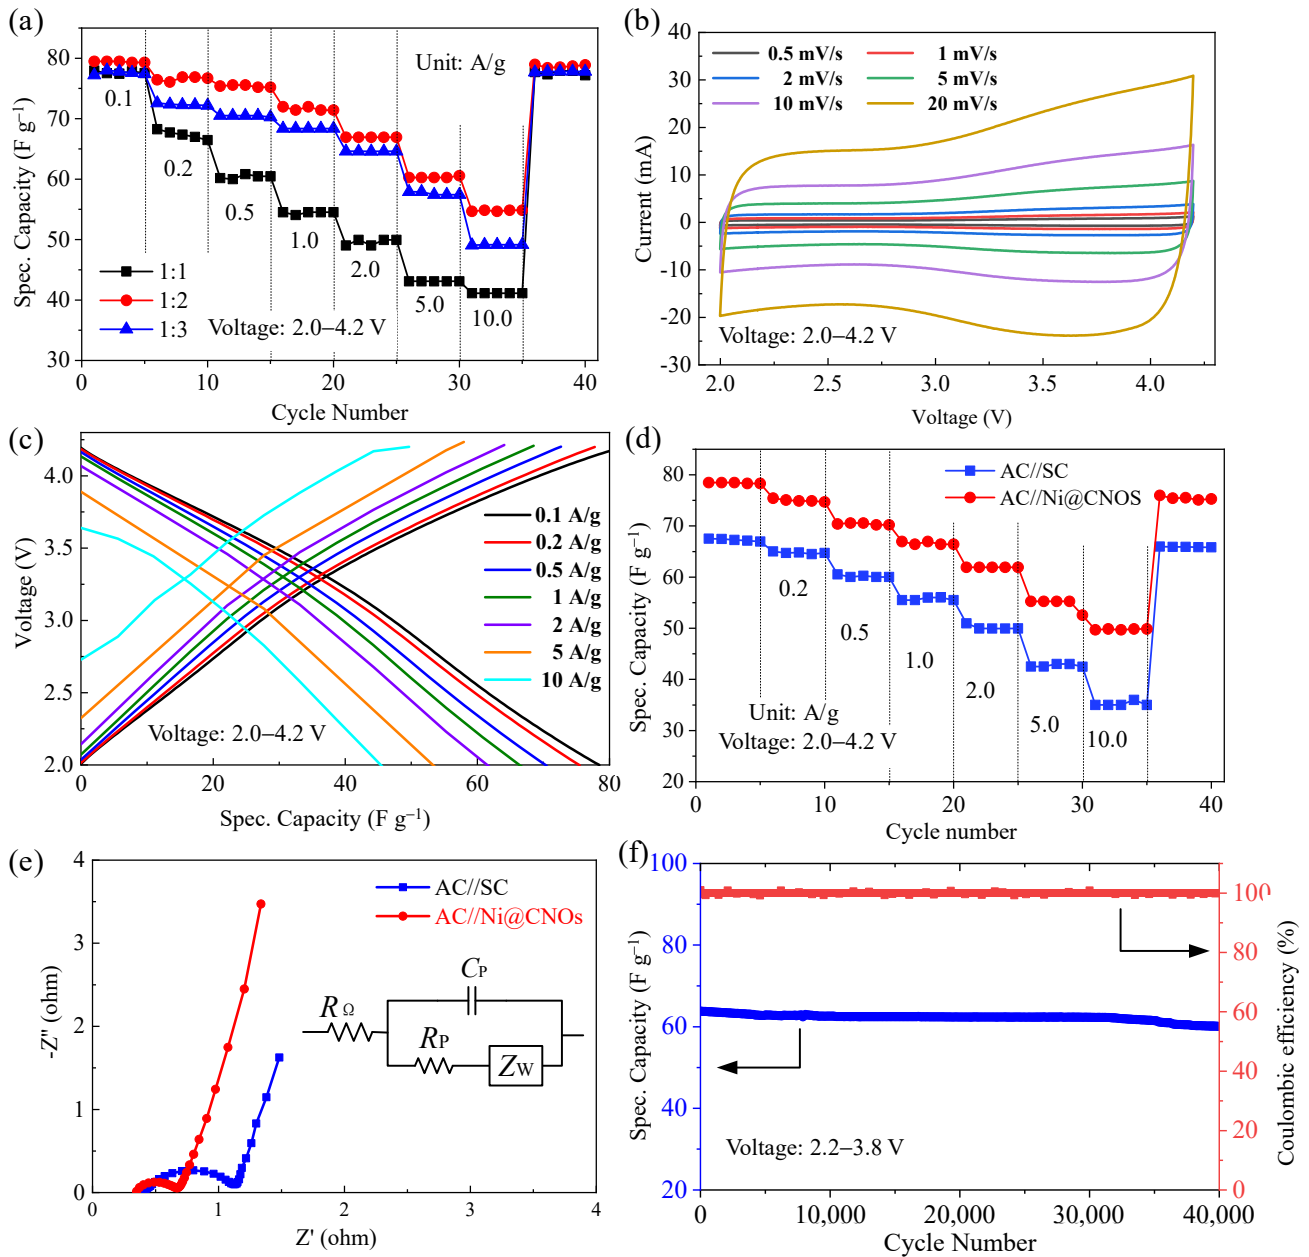 (a)
Spec. Capacity (F g⁻¹)
80
70
60
50
40
30
Unit: A/g
0.1
0.2
0.5
1.0
2.0
5.0
10.0
1:1
1:2
1:3
Voltage: 2.0–4.2 V
0 10 20 30 40
Cycle Number
(b)
Current (mA)
40
30
20
10
0
-10
-20
-30
0.5 mV/s 1 mV/s
2 mV/s 5 mV/s
10 mV/s 20 mV/s
Voltage: 2.0–4.2 V
2.0 2.5 3.0 3.5 4.0
Voltage (V)
(c)
Voltage (V)
4.0
3.5
3.0
2.5
2.0
0.1 A/g
0.2 A/g
0.5 A/g
1 A/g
2 A/g
5 A/g
10 A/g
Voltage: 2.0–4.2 V
0 20 40 60 80
Spec. Capacity (F g⁻¹)
(d)
Spec. Capacity (F g⁻¹)
80
70
60
50
40
30
20
AC//SC
AC//Ni@CNOS
0.2
0.5
1.0
2.0
5.0
10.0
Unit: A/g
Voltage: 2.0–4.2 V
0 10 20 30 40
Cycle number
(e)
-Z'' (ohm)
4
3
2
1
0
AC//SC
AC//Ni@CNOs
RΩ
CP
RP
ZW
0 1 2 3 4
Z' (ohm)
(f)
Spec. Capacity (F g⁻¹)
100
80
60
40
20
Voltage: 2.2–3.8 V
100
80
60
40
20
0
Coulombic efficiency (%)
0 10,000 20,000 30,000 40,000
Cycle Number